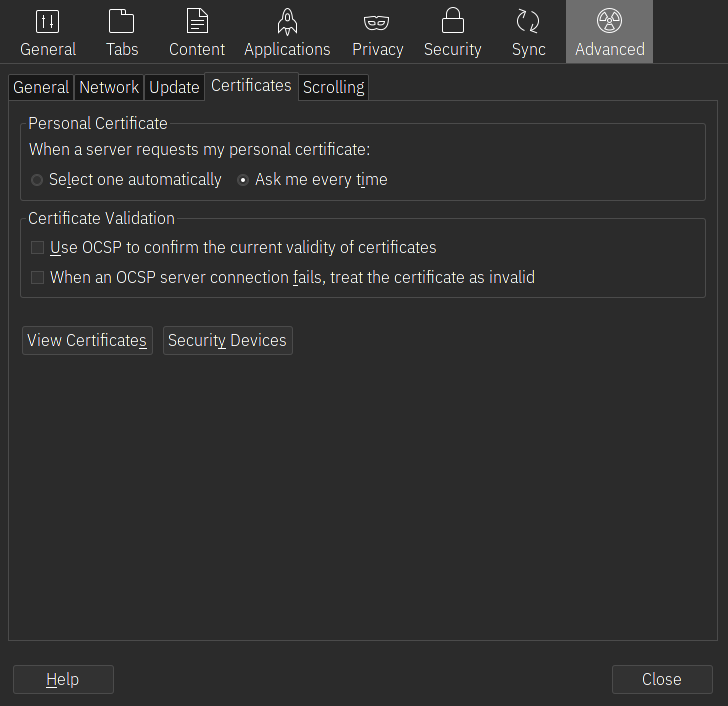 General Tabs Content Applications Privacy Security Sync Advanced
General Network Update Certificates Scrolling
Personal Certificate
When a server requests my personal certificate:
Select one automatically Ask me every time
Certificate Validation
Use OCSP to confirm the current validity of certificates
When an OCSP server connection fails, treat the certificate as invalid
View Certificates Security Devices
Help Close